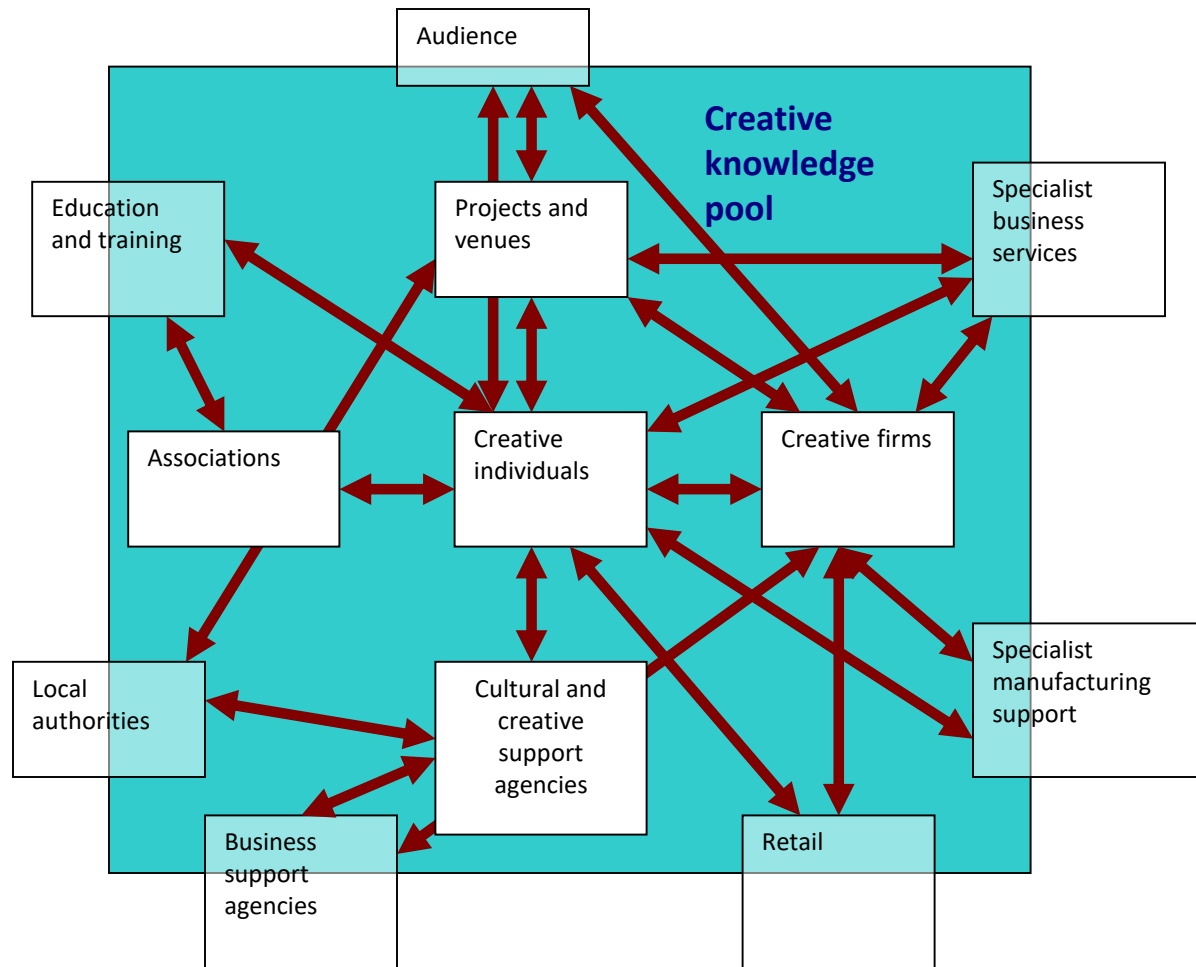 Audience
Creative
knowledge
pool
Education
and training
Projects and
venues
Specialist
business
services
Associations
Creative
individuals
Creative firms
Local
authorities
Cultural and
creative
support
agencies
Specialist
manufacturing
support
Business
support
agencies
Retail